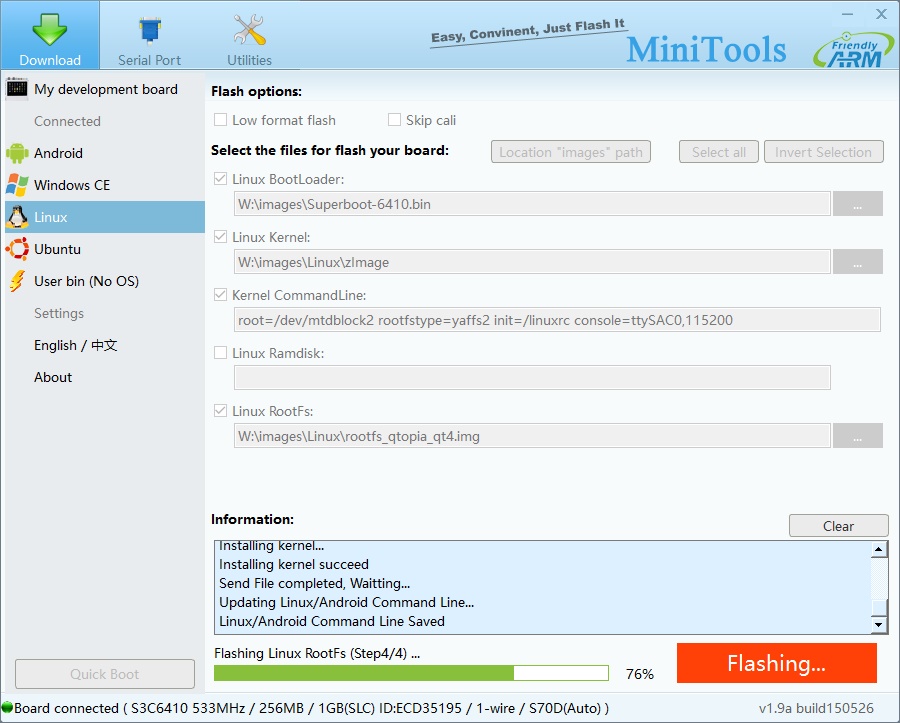 Easy, Convinent, Just Flash It
MiniTools
Friendly
ARM
Download
Serial Port
Utilities
My development board
Connected
Android
Windows CE
Linux
Ubuntu
User bin (No OS)
Settings
English / 中文
About
Quick Boot
Flash options:
Low format flash
Skip cali
Select the files for flash your board:
Location "images" path
Select all
Invert Selection
Linux BootLoader:
W:\images\Superboot-6410.bin
...
Linux Kernel:
W:\images\Linux\zImage
...
Kernel CommandLine:
root=/dev/mtdblock2 rootfstype=yaffs2 init=/linuxrc console=ttySAC0,115200
Linux Ramdisk:
Linux RootFs:
W:\images\Linux\rootfs_qtopia_qt4.img
...
Information:
Clear
Installing kernel...
Installing kernel succeed
Send File completed, Waitting...
Updating Linux/Android Command Line...
Linux/Android Command Line Saved
Flashing Linux RootFs (Step4/4) ...
76%
Flashing...
Board connected ( S3C6410 533MHz / 256MB / 1GB(SLC) ID:ECD35195 / 1-wire / S70D(Auto) )
v1.9a build150526